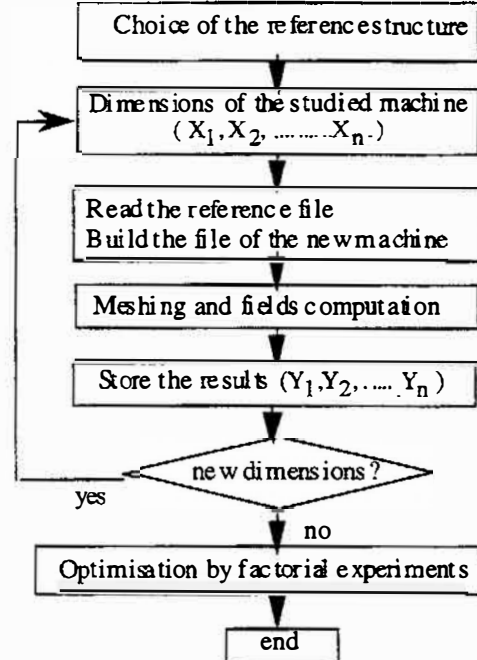 Choice of the reference structure
Dimensions of the studied machine
( X1, X2, ......... Xn. )
Read the reference file
Build the file of the new machine
Meshing and fields computation
Store the results (Y1,Y2,..... Yn )
new dimensions?
yes
no
Optimisation by factorial experiments
end